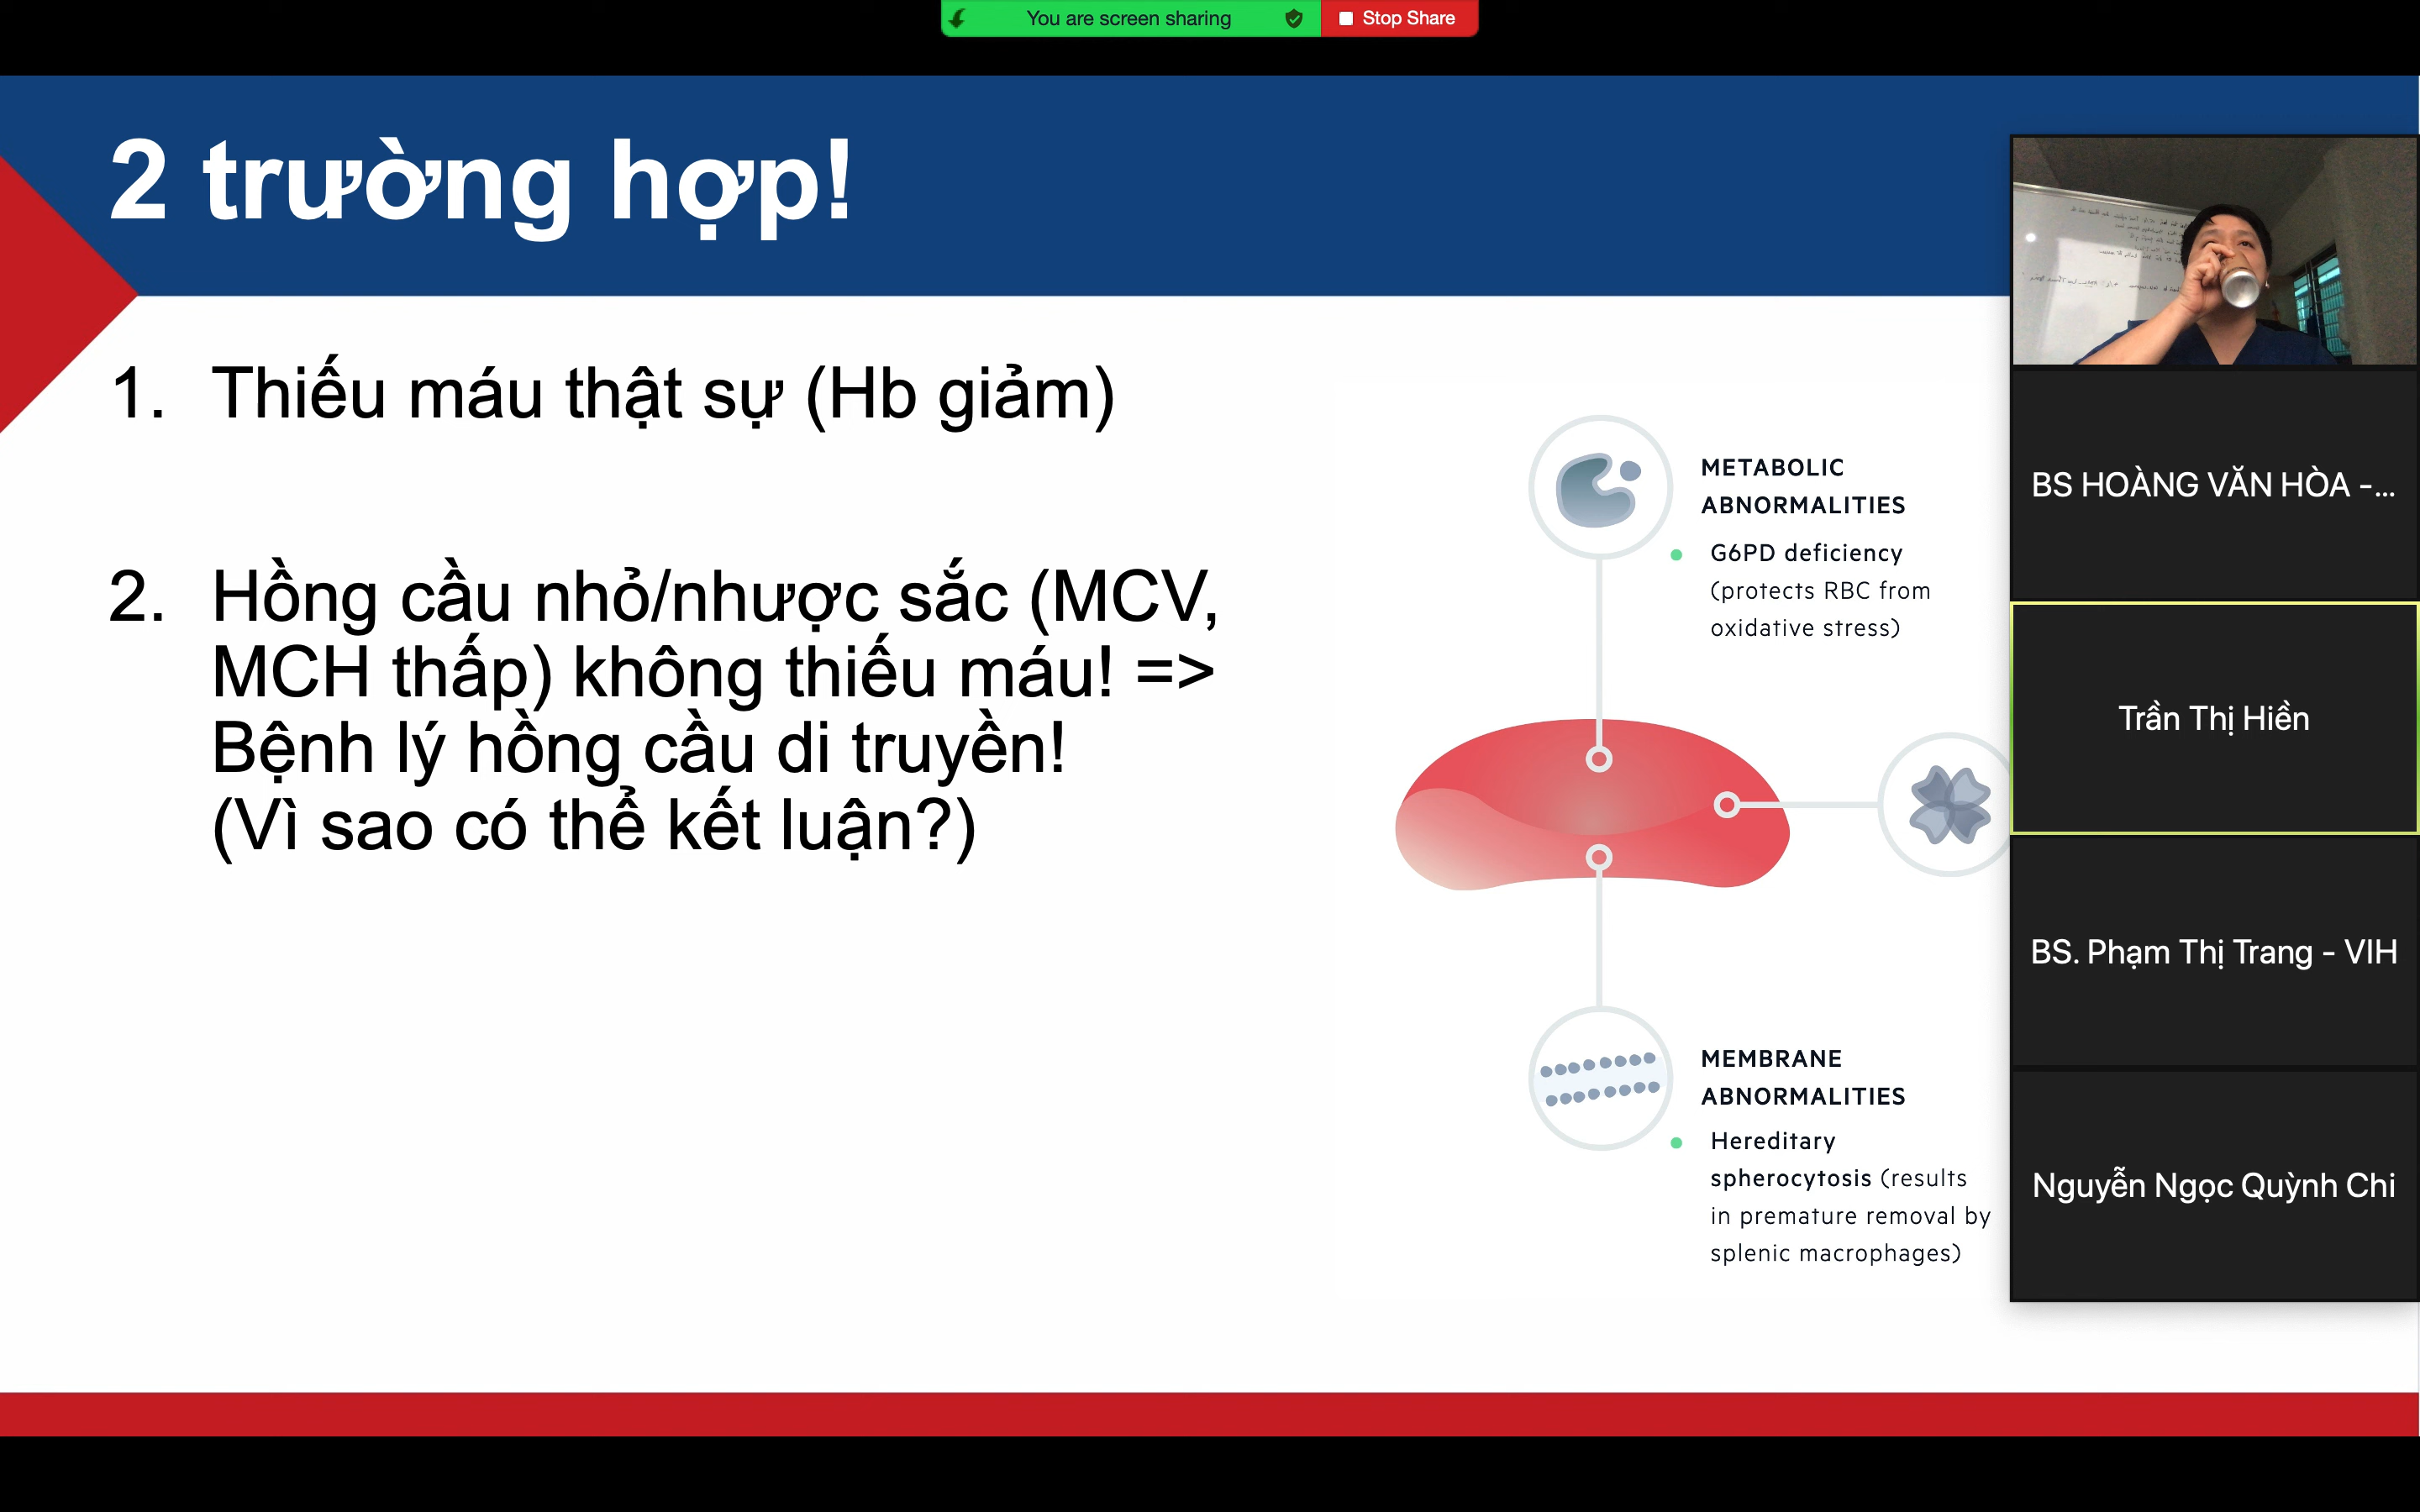 You are screen sharing
Stop Share
2 trường hợp!
1. Thiếu máu thật sự (Hb giảm)
2. Hồng cầu nhỏ/nhược sắc (MCV,
MCH thấp) không thiếu máu! =>
Bệnh lý hồng cầu di truyền!
(Vì sao có thể kết luận?)
METABOLIC
ABNORMALITIES
G6PD deficiency
(protects RBC from
oxidative stress)
MEMBRANE
ABNORMALITIES
Hereditary
spherocytosis (results
in premature removal by
splenic macrophages)
BS HOÀNG VĂN HÒA -...
Trần Thị Hiền
BS. Phạm Thị Trang - VIH
Nguyễn Ngọc Quỳnh Chi